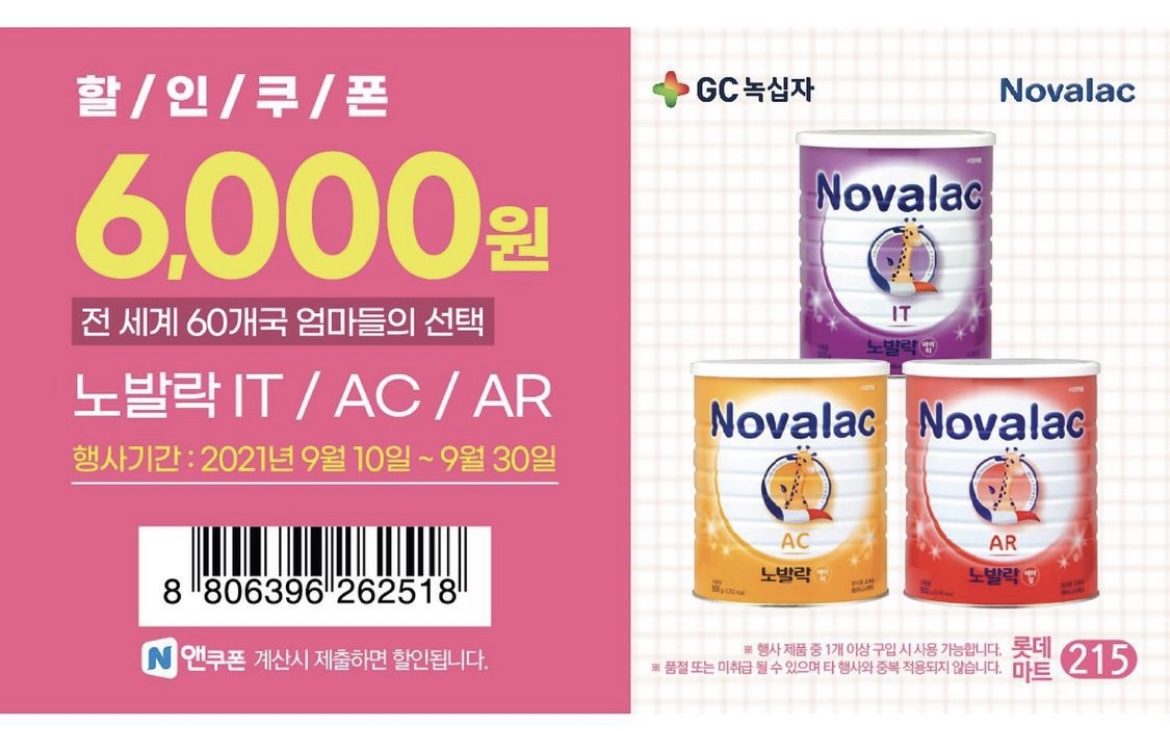 할/인/쿠/폰
6,000원
전 세계 60개국 엄마들의 선택
노발락 IT / AC / AR
행사기간 : 2021년 9월 10일 ~ 9월 30일
8 806396 262518
N 앤쿠폰 계산시 제출하면 할인됩니다.
GC녹십자
Novalac
Novalac
IT
노발락
Novalac
AC
노발락
Novalac
AR
노발락
※ 행사 제품 중 1개 이상 구입 시 사용 가능합니다.
※ 품절 또는 미취급 될 수 있으며 타 행사와 중복 적용되지 않습니다.
롯데
마트
215